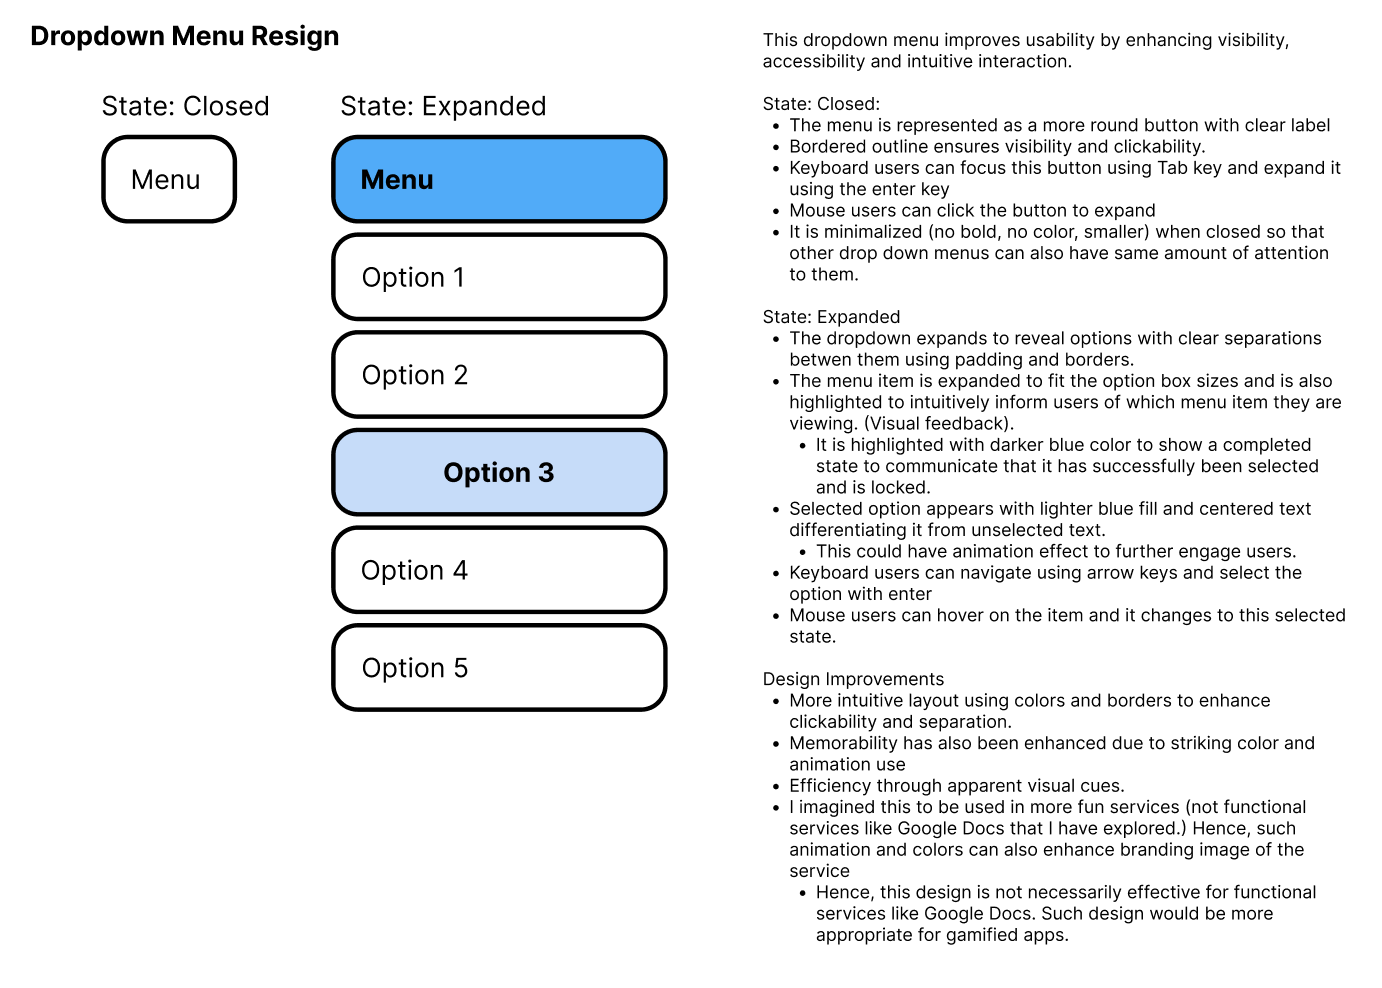 Dropdown Menu Resign
State: Closed
Menu
State: Expanded
Menu
Option 1
Option 2
Option 3
Option 4
Option 5
This dropdown menu improves usability by enhancing visibility,
accessibility and intuitive interaction.
State: Closed:
• The menu is represented as a more round button with clear label
• Bordered outline ensures visibility and clickability.
• Keyboard users can focus this button using Tab key and expand it
using the enter key
• Mouse users can click the button to expand
• It is minimalized (no bold, no color, smaller) when closed so that
other drop down menus can also have same amount of attention
to them.
State: Expanded
• The dropdown expands to reveal options with clear separations
betwen them using padding and borders.
• The menu item is expanded to fit the option box sizes and is also
highlighted to intuitively inform users of which menu item they are
viewing. (Visual feedback).
• It is highlighted with darker blue color to show a completed
state to communicate that it has successfully been selected
and is locked.
• Selected option appears with lighter blue fill and centered text
differentiating it from unselected text.
• This could have animation effect to further engage users.
• Keyboard users can navigate using arrow keys and select the
option with enter
• Mouse users can hover on the item and it changes to this selected
state.
Design Improvements
• More intuitive layout using colors and borders to enhance
clickability and separation.
• Memorability has also been enhanced due to striking color and
animation use
• Efficiency through apparent visual cues.
• I imagined this to be used in more fun services (not functional
services like Google Docs that I have explored.) Hence, such
animation and colors can also enhance branding image of the
service
• Hence, this design is not necessarily effective for functional
services like Google Docs. Such design would be more
appropriate for gamified apps.